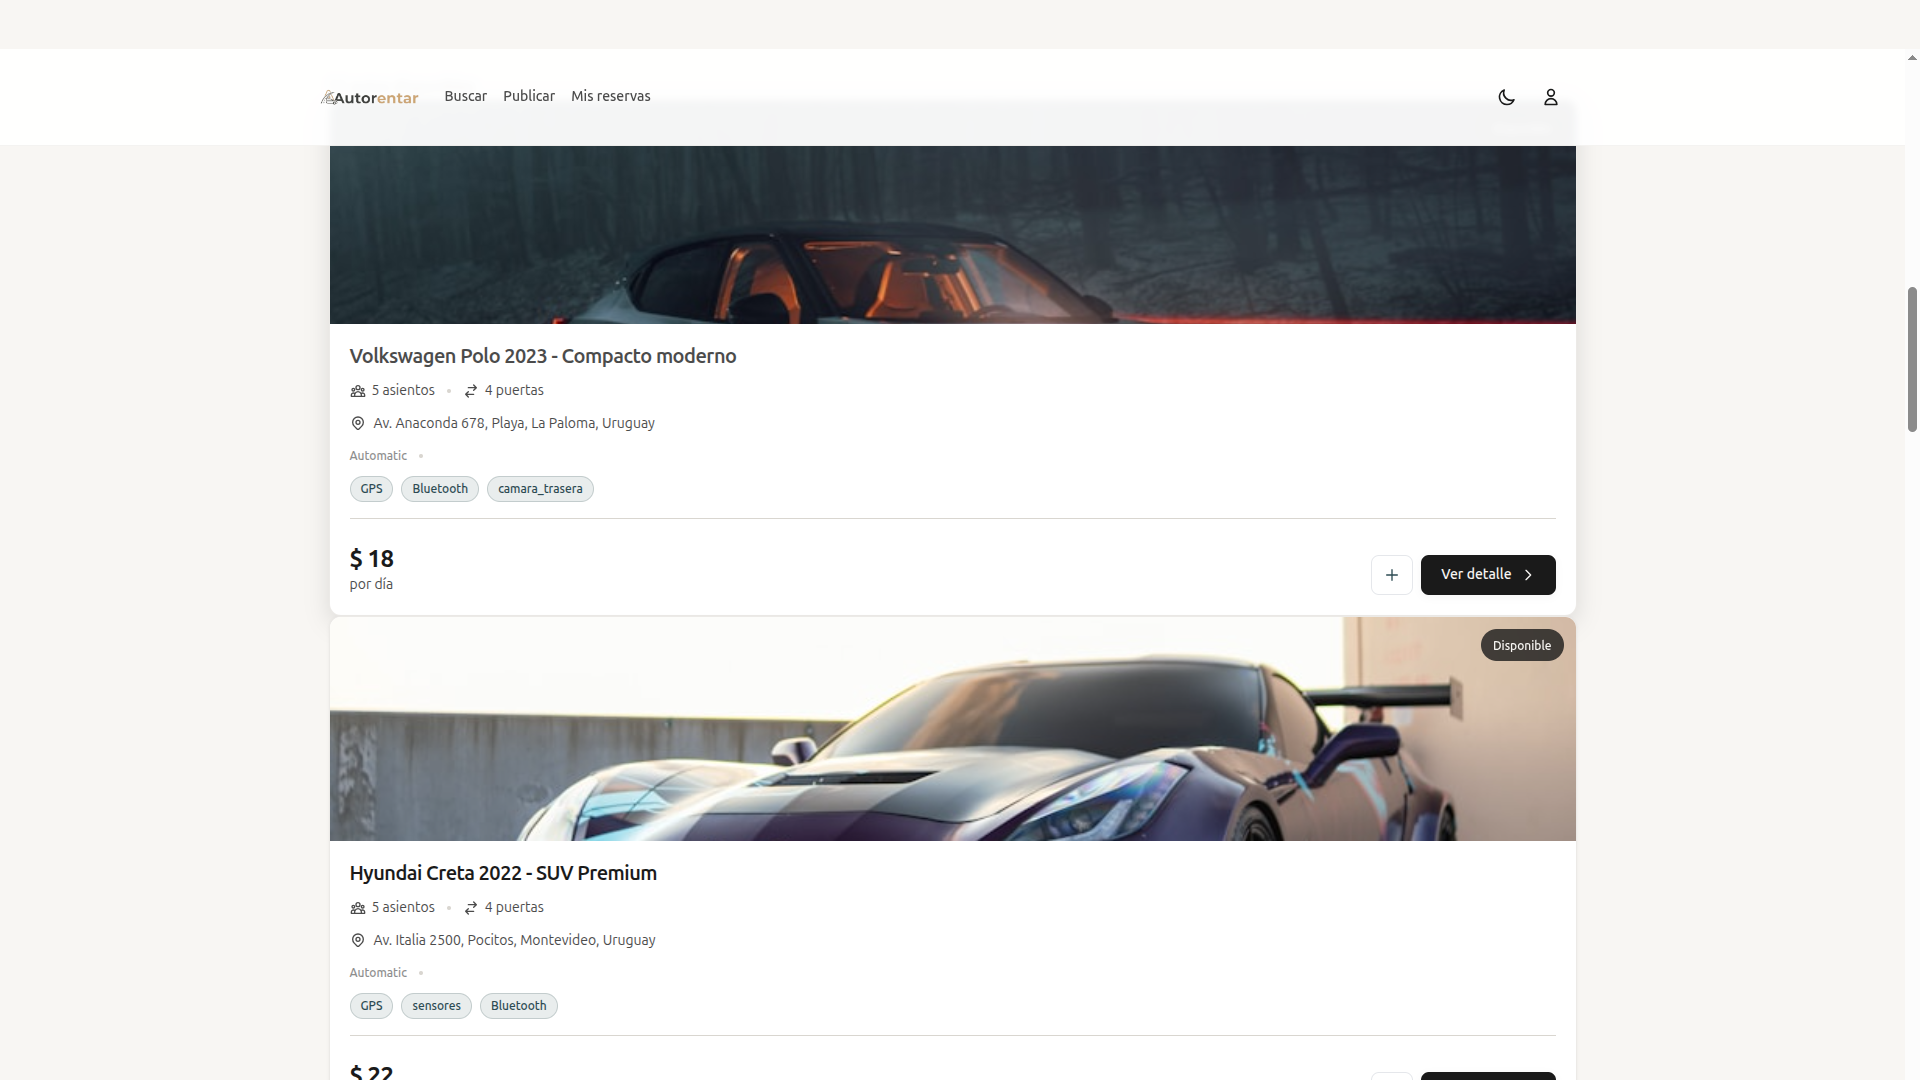 Autorentar Buscar Publicar Mis reservas
Volkswagen Polo 2023 - Compacto moderno
5 asientos • 4 puertas
Av. Anaconda 678, Playa, La Paloma, Uruguay
Automatic •
GPS Bluetooth camara_trasera
$ 18
por día
+ Ver detalle
Disponible
Hyundai Creta 2022 - SUV Premium
5 asientos • 4 puertas
Av. Italia 2500, Pocitos, Montevideo, Uruguay
Automatic •
GPS sensores Bluetooth
$ 22